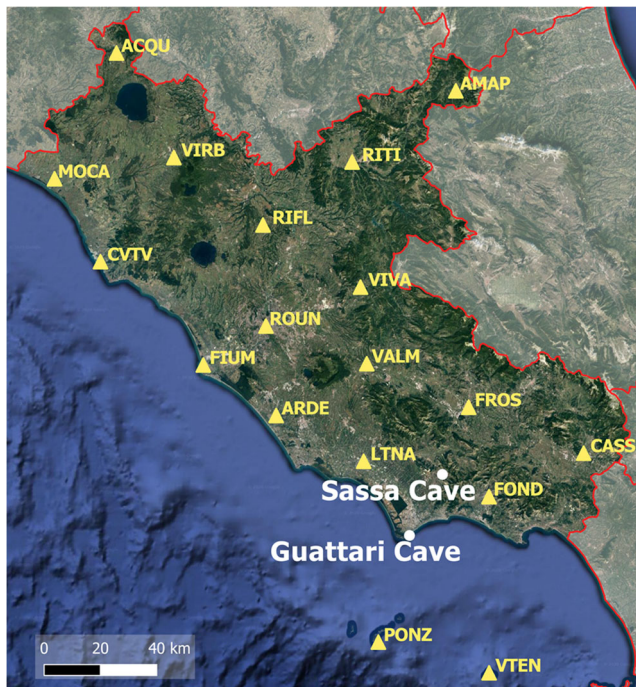 ACQU
AMAP
VIRB
RITI
MOCA
RIFL
CVTV
VIVA
ROUN
FIUM
VALM
ARDE
FROS
CASS
LTNA
Sassa Cave
FOND
Guattari Cave
PONZ
VTEN
0 20 40 km